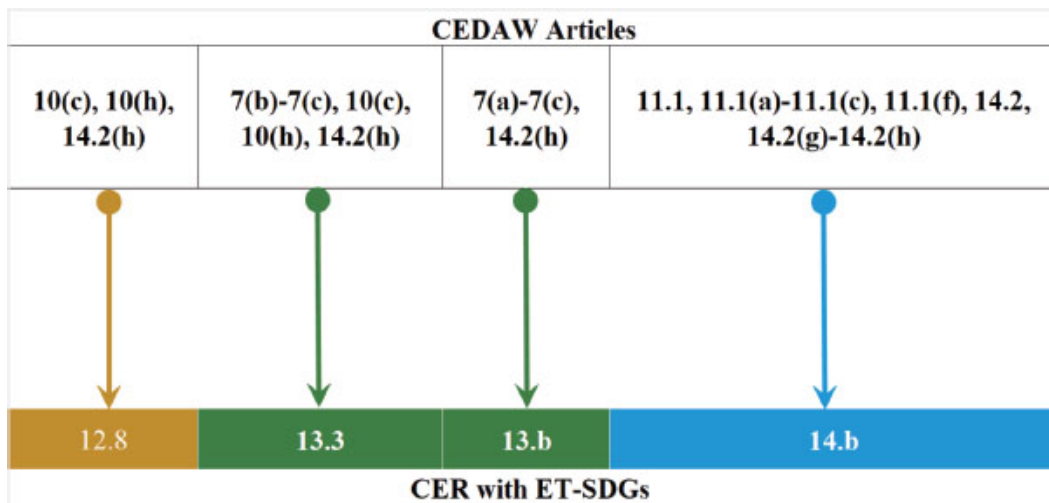 CEDAW Articles
10(c), 10(h),
14.2(h)
7(b)-7(c), 10(c),
10(h), 14.2(h)
7(a)-7(c),
14.2(h)
11.1, 11.1(a)-11.1(c), 11.1(f), 14.2,
14.2(g)-14.2(h)
12.8
13.3
13.b
14.b
CER with ET-SDGs